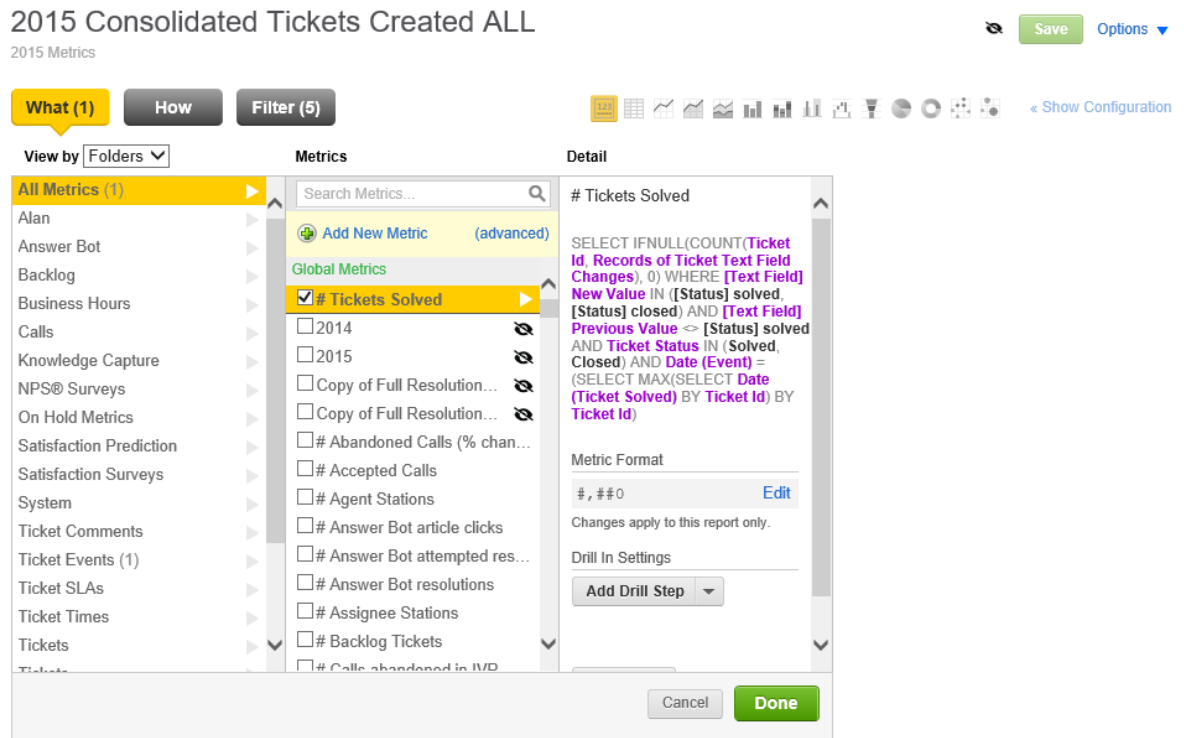 2015 Consolidated Tickets Created ALL
2015 Metrics
Save
Options
What (1)
How
Filter (5)
123
« Show Configuration
View by Folders
Metrics
Detail
All Metrics (1)
Alan
Answer Bot
Backlog
Business Hours
Calls
Knowledge Capture
NPS® Surveys
On Hold Metrics
Satisfaction Prediction
Satisfaction Surveys
System
Ticket Comments
Ticket Events (1)
Ticket SLAs
Ticket Times
Tickets
Tickets
Search Metrics...
Add New Metric (advanced)
Global Metrics
# Tickets Solved
2014
2015
Copy of Full Resolution...
Copy of Full Resolution...
# Abandoned Calls (% chan...
# Accepted Calls
# Agent Stations
# Answer Bot article clicks
# Answer Bot attempted res...
# Answer Bot resolutions
# Assignee Stations
# Backlog Tickets
# Calls abandoned in IVR
# Tickets Solved
SELECT IFNULL(COUNT(Ticket
Id, Records of Ticket Text Field
Changes), 0) WHERE [Text Field]
New Value IN ([Status] solved,
[Status] closed) AND [Text Field]
Previous Value <> [Status] solved
AND Ticket Status IN (Solved,
Closed) AND Date (Event) =
(SELECT MAX(SELECT Date
(Ticket Solved) BY Ticket Id) BY
Ticket Id)
Metric Format
#,##0
Edit
Changes apply to this report only.
Drill In Settings
Add Drill Step
Cancel
Done